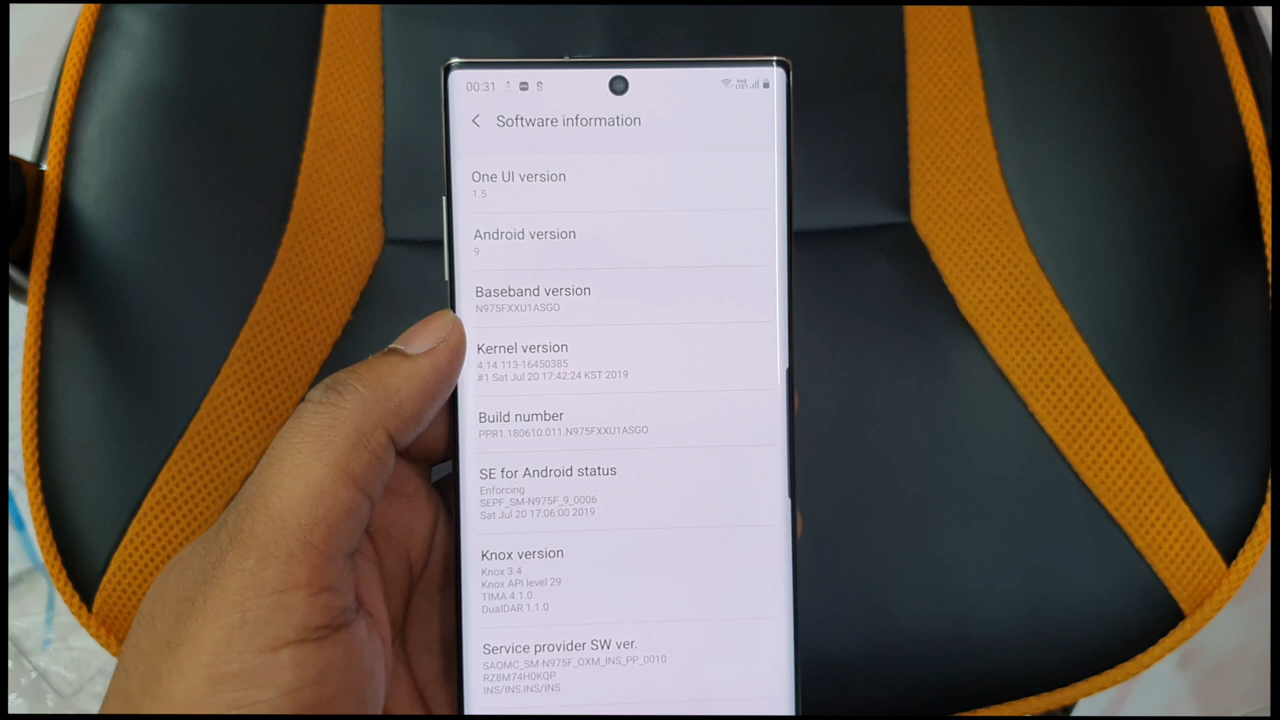 00:31
Software information
One UI version
1.5
Android version
9
Baseband version
N975FXXU1ASGO
Kernel version
4.14.113-16450385
#1 Sat Jul 20 17:42:24 KST 2019
Build number
PPR1.180610.011.N975FXXU1ASGO
SE for Android status
Enforcing
SEPF_SM-N975F_9_0006
Sat Jul 20 17:06:00 2019
Knox version
Knox 3.4
Knox API level 29
TIMA 4.1.0
DualDAR 1.1.0
Service provider SW ver.
SAOMC_SM-N975F_OXM_INS_PP_0010
RZ8M74H0KQP
INS/INS,INS/INS